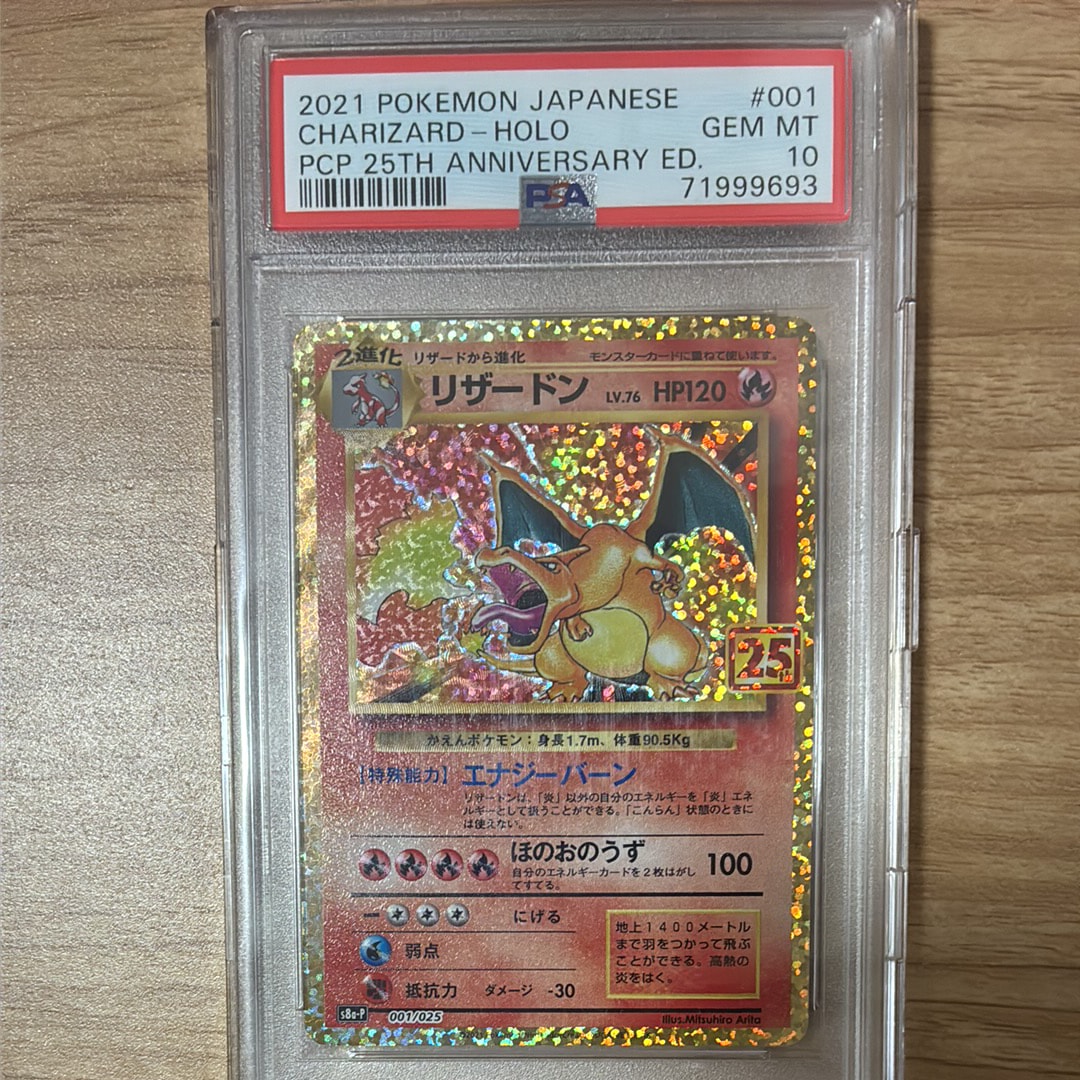 2021 POKEMON JAPANESE #001
CHARIZARD-HOLO GEM MT
PCP 25TH ANNIVERSARY ED. 10
PSA 71999693
2進化 リザードから進化 モンスターカードに重ねて使います。
リザードン LV.76 HP120
25
かえんポケモン：身長1.7m、体重90.5Kg
【特殊能力】エナジーバーン
リザードンは、「炎」以外の自分のエネルギーを「炎」エネ
ルギーとして扱うことができる。「こんらん」状態のときに
は使えない。
ほのおのうず 100
自分のエネルギーカードを2枚はがし
てすてる。
にげる
弱点
抵抗力 ダメージ -30
地上1400メートル
まで羽をつかって飛ぶ
ことができる。高熱の
炎をはく。
s8a-P 001/025 Illus.Mitsuhiro Arita